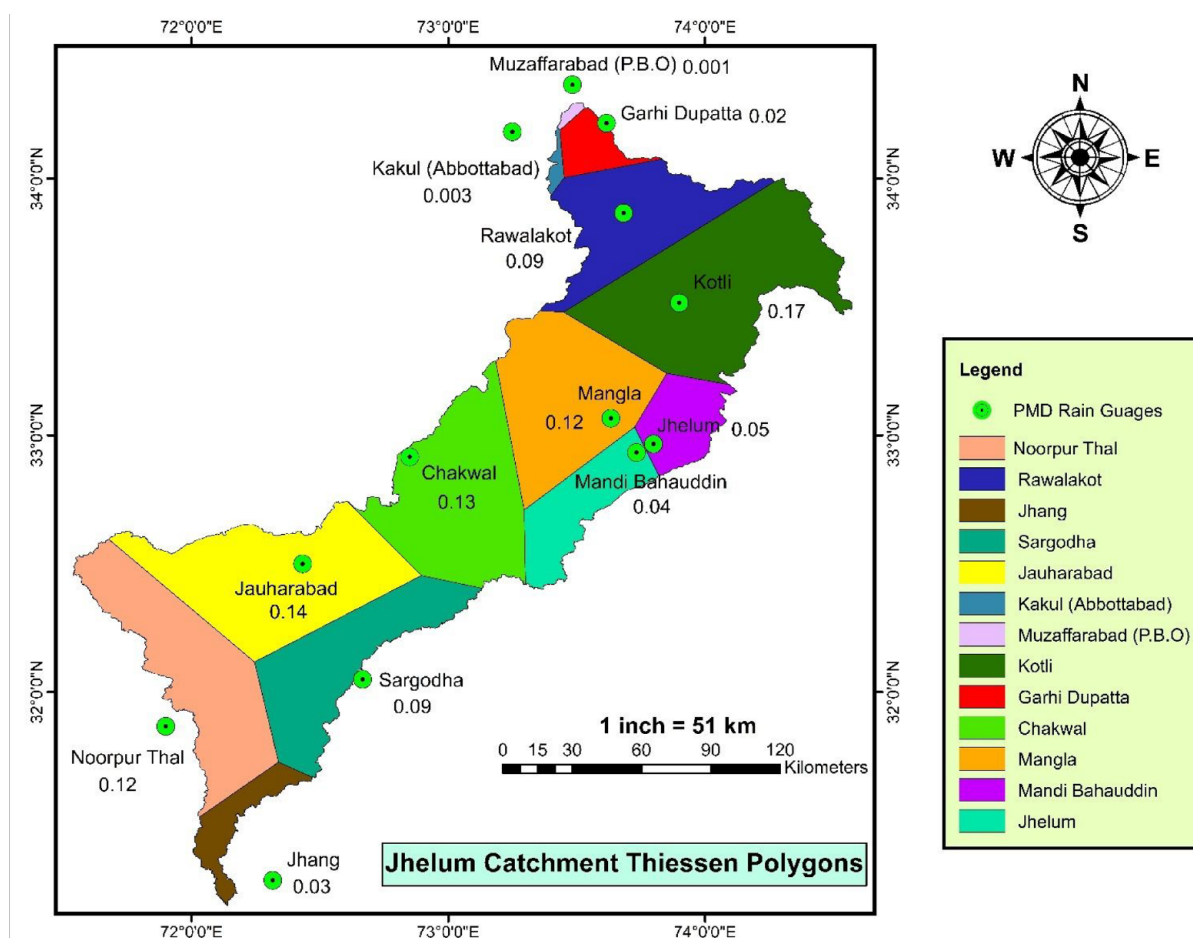 72°0'0"E 73°0'0"E 74°0'0"E
Muzaffarabad (P.B.O) 0.001
Garhi Dupatta 0.02
Kakul (Abbottabad)
0.003
34°0'0"N
34°0'0"N
Rawalakot
0.09
Kotli
0.17
Mangla
0.12
Jhelum 0.05
33°0'0"N
33°0'0"N
Chakwal
0.13
Mandi Bahauddin
0.04
Jauharabad
0.14
32°0'0"N
32°0'0"N
Sargodha
0.09
Noorpur Thal
0.12
1 inch = 51 km
0 15 30 60 90 120
Kilometers
Jhang
0.03
Jhelum Catchment Thiessen Polygons
72°0'0"E 73°0'0"E 74°0'0"E
N
W E
S
Legend
PMD Rain Guages
Noorpur Thal
Rawalakot
Jhang
Sargodha
Jauharabad
Kakul (Abbottabad)
Muzaffarabad (P.B.O)
Kotli
Garhi Dupatta
Chakwal
Mangla
Mandi Bahauddin
Jhelum